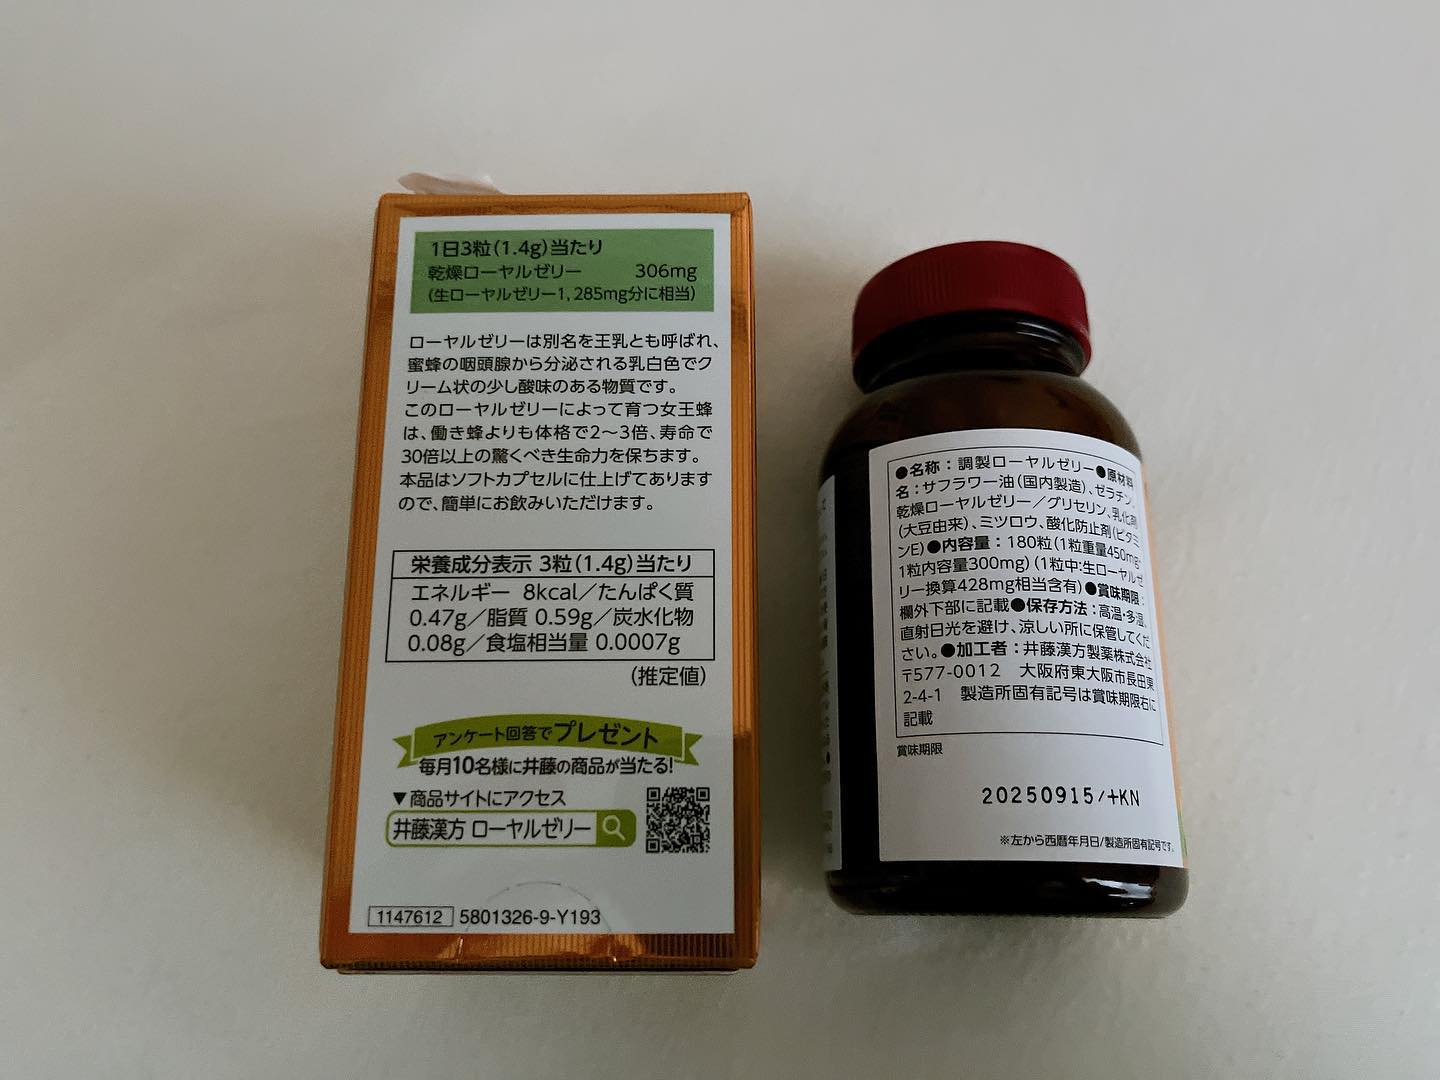 1日3粒(1.4g)当たり
乾燥ローヤルゼリー 306mg
(生ローヤルゼリー1,285mg分に相当)
ローヤルゼリーは別名を王乳とも呼ばれ、
蜜蜂の咽頭腺から分泌される乳白色でク
リーム状の少し酸味のある物質です。
このローヤルゼリーによって育つ女王蜂
は、働き蜂よりも体格で2〜3倍、寿命で
30倍以上の驚くべき生命力を保ちます。
本品はソフトカプセルに仕上げてあります
ので、簡単にお飲みいただけます。
栄養成分表示 3粒(1.4g)当たり
エネルギー 8kcal/たんぱく質
0.47g/脂質 0.59g/炭水化物
0.08g/食塩相当量 0.0007g
(推定値)
アンケート回答でプレゼント
毎月10名様に井藤の商品が当たる!
▼商品サイトにアクセス
井藤漢方 ローヤルゼリー
1147612 5801326-9-Y193
●名称:調製ローヤルゼリー●原材料
名:サフラワー油(国内製造)、ゼラチン、
乾燥ローヤルゼリー/グリセリン、乳化剤
(大豆由来)、ミツロウ、酸化防止剤(ビタミ
ンE)●内容量:180粒(1粒重量450mg、
1粒内容量300mg)(1粒中:生ローヤルゼ
リー換算428mg相当含有)●賞味期限:
欄外下部に記載●保存方法:高温・多湿、
直射日光を避け、涼しい所に保管してくだ
さい。●加工者:井藤漢方製薬株式会社
〒577-0012 大阪府東大阪市長田東
2-4-1 製造所固有記号は賞味期限右に
記載
賞味期限
20250915/+KN
※左から西暦年月日/製造所固有記号です。